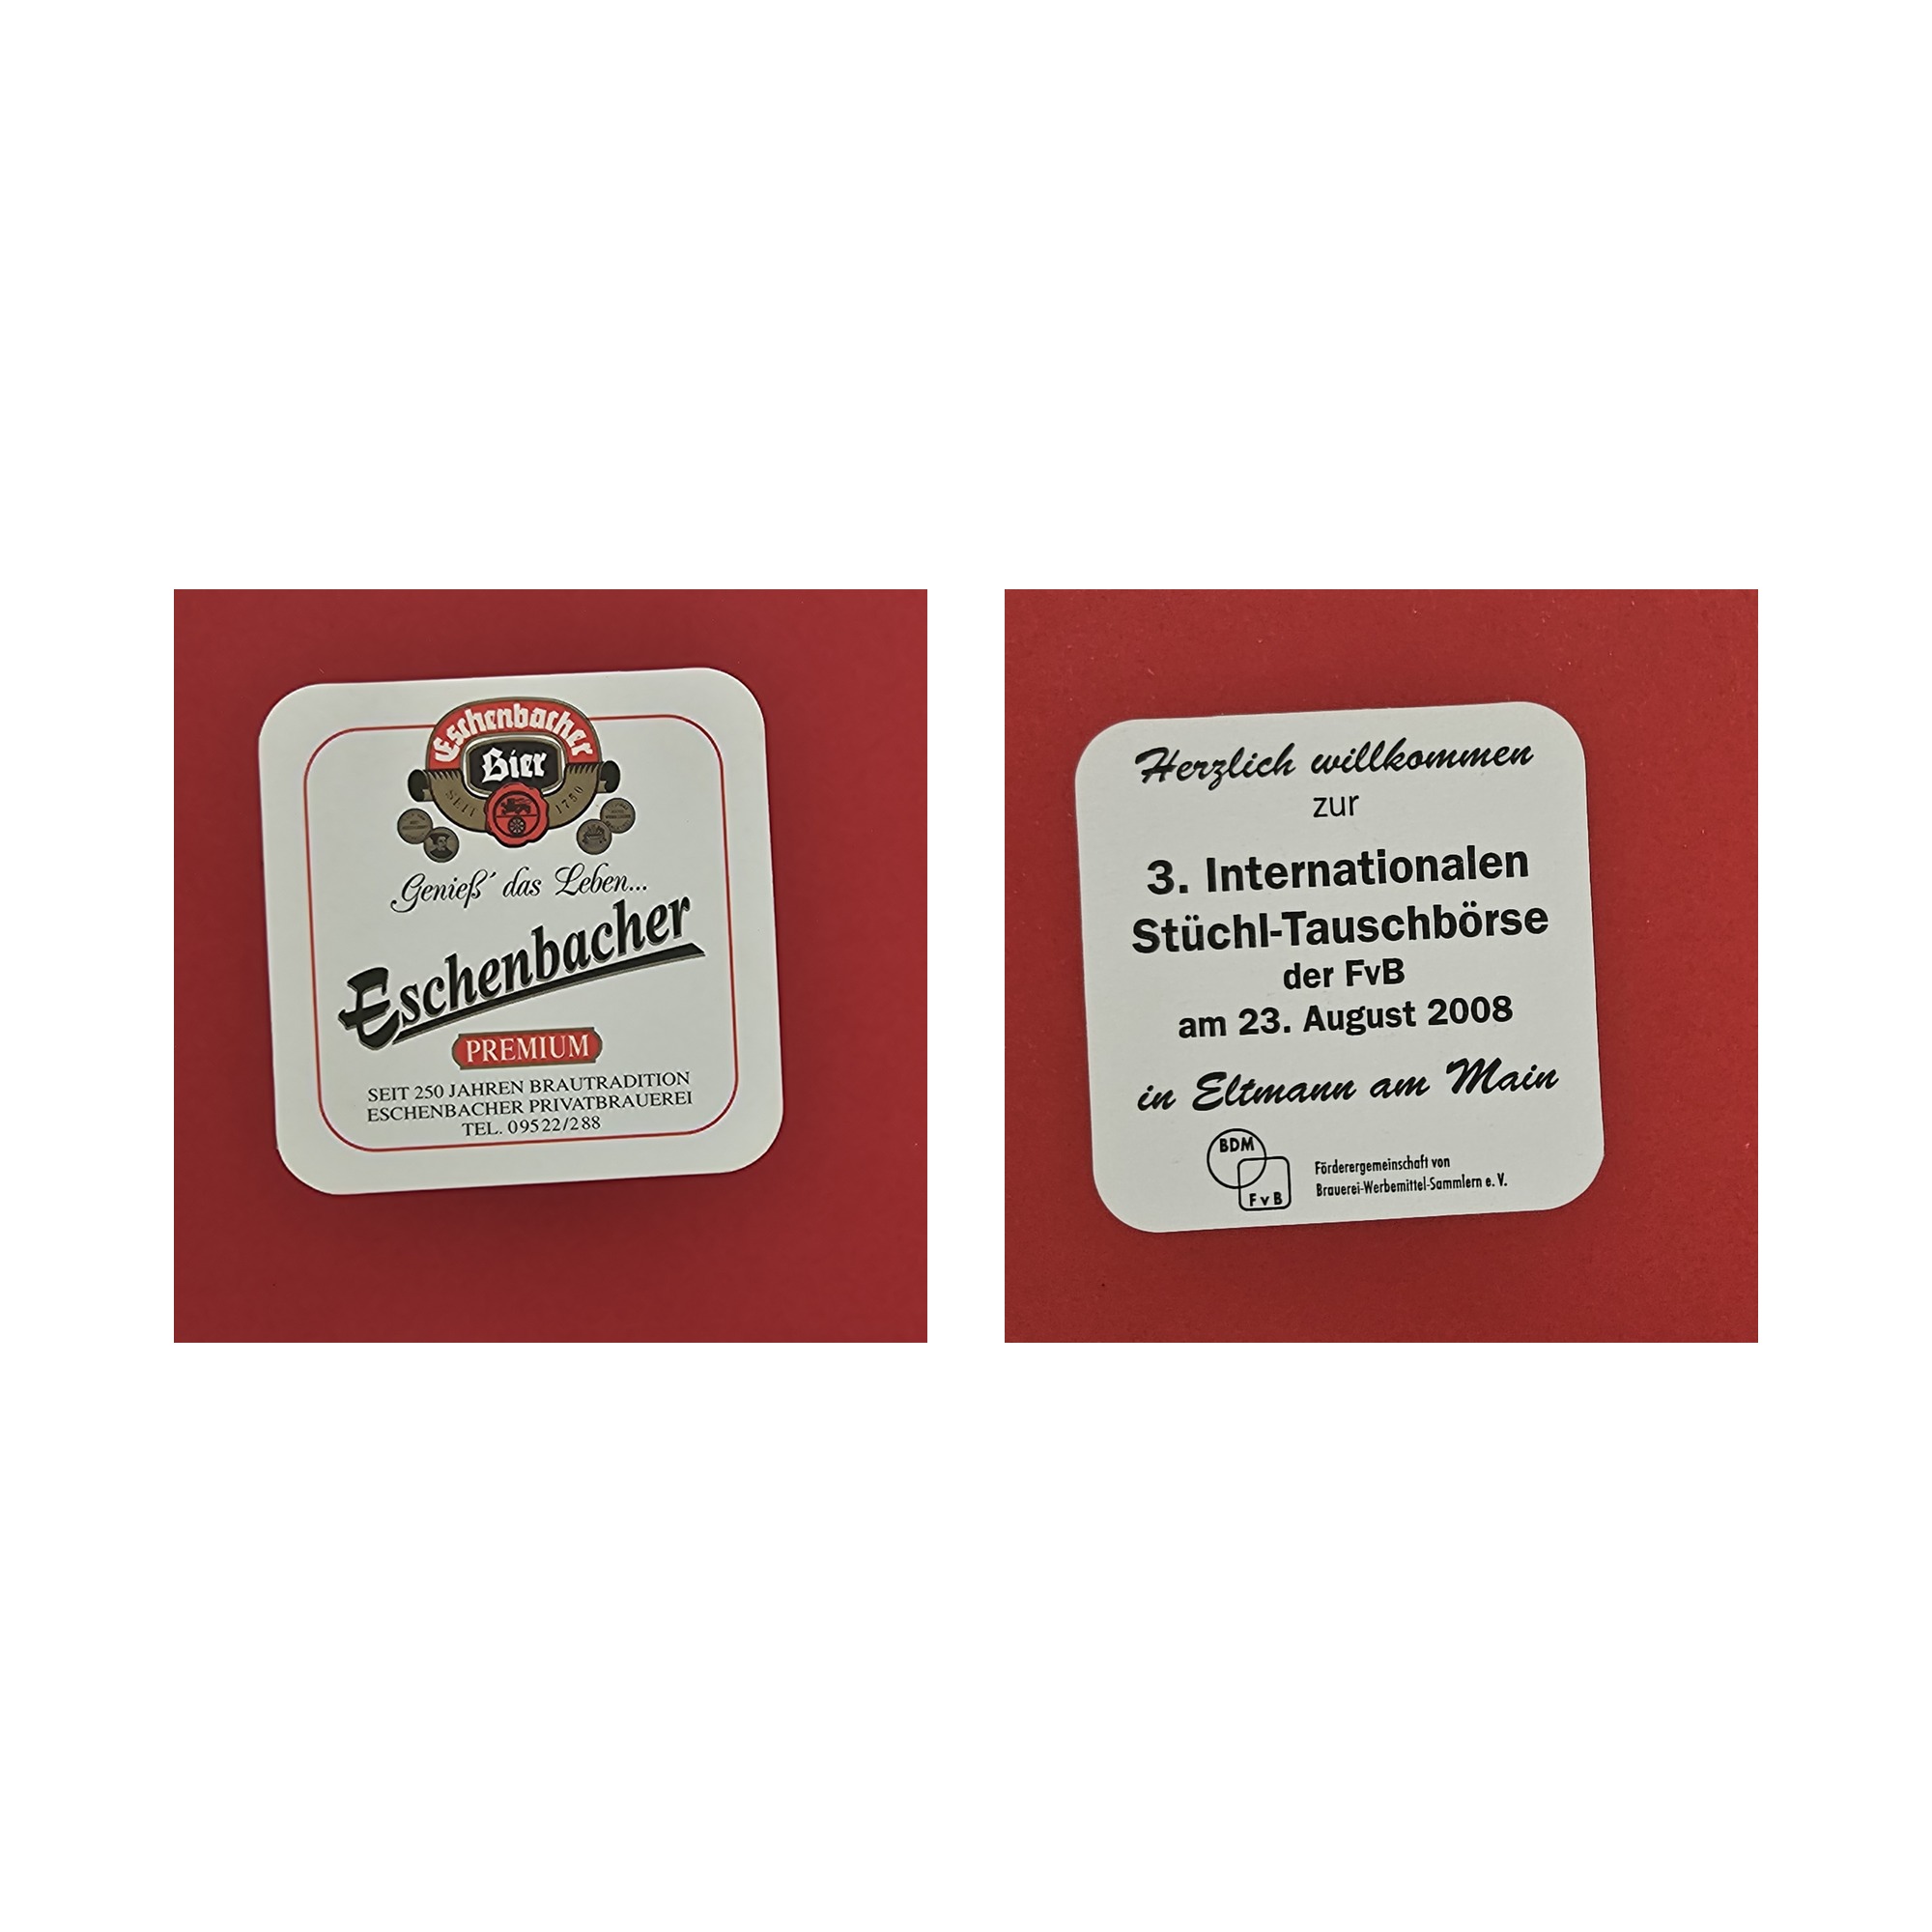 Eschenbacher
Bier
SEIT 1750
Genieß´ das Leben...
Eschenbacher
PREMIUM
SEIT 250 JAHREN BRAUTRADITION
ESCHENBACHER PRIVATBRAUEREI
TEL. 09522/288
Herzlich willkommen
zur
3. Internationalen
Stüchl-Tauschbörse
der FvB
am 23. August 2008
in Eltmann am Main
BDM
FvB
Förderergemeinschaft von
Brauerei-Werbemittel-Sammlern e. V.